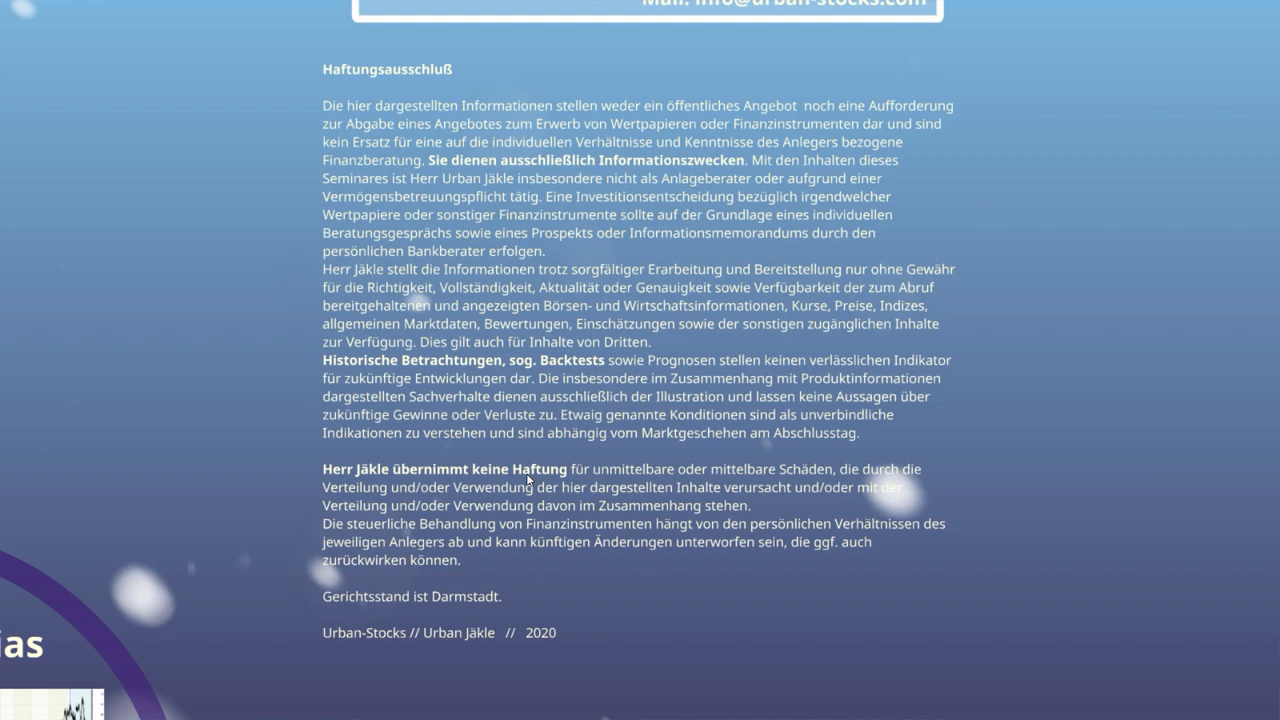 Mail: info@urban-stocks.com
Haftungsausschluß
Die hier dargestellten Informationen stellen weder ein öffentliches Angebot  noch eine Aufforderung
zur Abgabe eines Angebotes zum Erwerb von Wertpapieren oder Finanzinstrumenten dar und sind
kein Ersatz für eine auf die individuellen Verhältnisse und Kenntnisse des Anlegers bezogene
Finanzberatung. Sie dienen ausschließlich Informationszwecken. Mit den Inhalten dieses
Seminares ist Herr Urban Jäkle insbesondere nicht als Anlageberater oder aufgrund einer
Vermögensbetreuungspflicht tätig. Eine Investitionsentscheidung bezüglich irgendwelcher
Wertpapiere oder sonstiger Finanzinstrumente sollte auf der Grundlage eines individuellen
Beratungsgesprächs sowie eines Prospekts oder Informationsmemorandums durch den
persönlichen Bankberater erfolgen.
Herr Jäkle stellt die Informationen trotz sorgfältiger Erarbeitung und Bereitstellung nur ohne Gewähr
für die Richtigkeit, Vollständigkeit, Aktualität oder Genauigkeit sowie Verfügbarkeit der zum Abruf
bereitgehaltenen und angezeigten Börsen- und Wirtschaftsinformationen, Kurse, Preise, Indizes,
allgemeinen Marktdaten, Bewertungen, Einschätzungen sowie der sonstigen zugänglichen Inhalte
zur Verfügung. Dies gilt auch für Inhalte von Dritten.
Historische Betrachtungen, sog. Backtests sowie Prognosen stellen keinen verlässlichen Indikator
für zukünftige Entwicklungen dar. Die insbesondere im Zusammenhang mit Produktinformationen
dargestellten Sachverhalte dienen ausschließlich der Illustration und lassen keine Aussagen über
zukünftige Gewinne oder Verluste zu. Etwaig genannte Konditionen sind als unverbindliche
Indikationen zu verstehen und sind abhängig vom Marktgeschehen am Abschlusstag.
Herr Jäkle übernimmt keine Haftung für unmittelbare oder mittelbare Schäden, die durch die
Verteilung und/oder Verwendung der hier dargestellten Inhalte verursacht und/oder mit der
Verteilung und/oder Verwendung davon im Zusammenhang stehen.
Die steuerliche Behandlung von Finanzinstrumenten hängt von den persönlichen Verhältnissen des
jeweiligen Anlegers ab und kann künftigen Änderungen unterworfen sein, die ggf. auch
zurückwirken können.
Gerichtsstand ist Darmstadt.
Urban-Stocks // Urban Jäkle   //   2020
ias